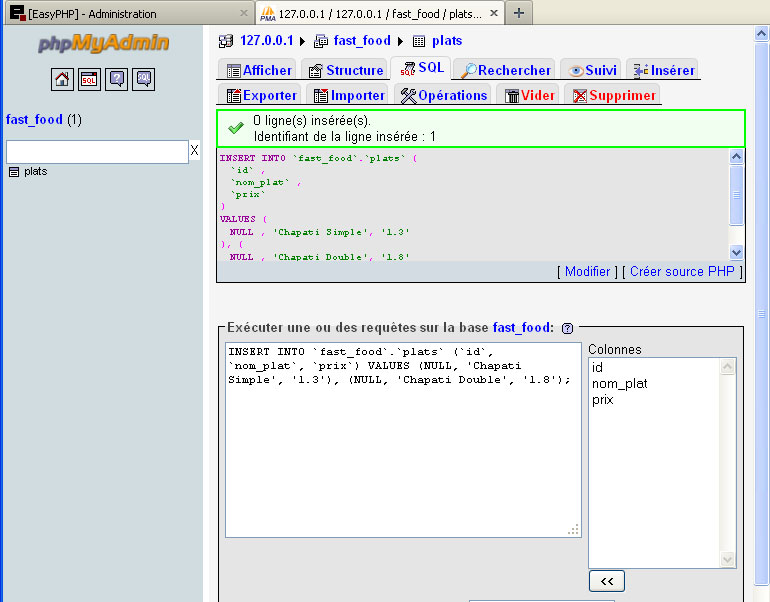 [EasyPHP] - Administration
127.0.0.1 / 127.0.0.1 / fast_food / plats...
phpMyAdmin
SQL
SQL
fast_food (1)
X
plats
127.0.0.1 fast_food plats
Afficher Structure SQL Rechercher Suivi Insérer
Exporter Importer Opérations Vider Supprimer
0 ligne(s) insérée(s).
Identifiant de la ligne insérée : 1
INSERT INTO `fast_food`.`plats` (
`id` ,
`nom_plat` ,
`prix`
)
VALUES (
NULL , 'Chapati Simple', '1.3'
), (
NULL , 'Chapati Double', '1.8'
[ Modifier ] [ Créer source PHP ]
Exécuter une ou des requètes sur la base fast_food:
INSERT INTO `fast_food`.`plats` (`id`,
`nom_plat`, `prix`) VALUES (NULL, 'Chapati
Simple', '1.3'), (NULL, 'Chapati Double', '1.8');
Colonnes
id
nom_plat
prix
<<